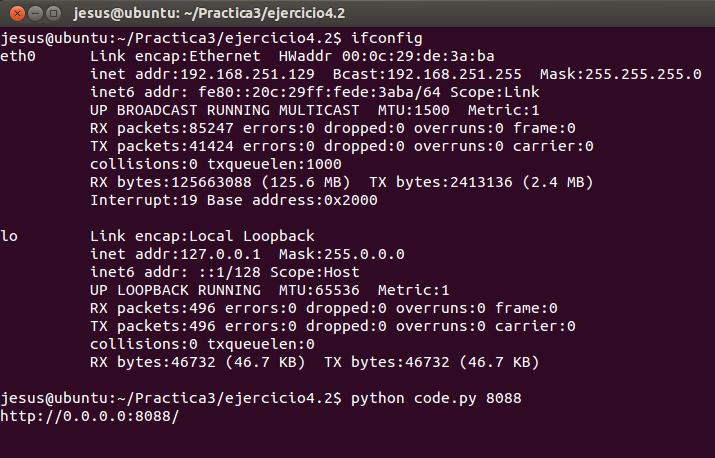 jesus@ubuntu: ~/Practica3/ejercicio4.2
jesus@ubuntu:~/Practica3/ejercicio4.2$ ifconfig
eth0      Link encap:Ethernet  HWaddr 00:0c:29:de:3a:ba
          inet addr:192.168.251.129  Bcast:192.168.251.255  Mask:255.255.255.0
          inet6 addr: fe80::20c:29ff:fede:3aba/64 Scope:Link
          UP BROADCAST RUNNING MULTICAST  MTU:1500  Metric:1
          RX packets:85247 errors:0 dropped:0 overruns:0 frame:0
          TX packets:41424 errors:0 dropped:0 overruns:0 carrier:0
          collisions:0 txqueuelen:1000
          RX bytes:125663088 (125.6 MB)  TX bytes:2413136 (2.4 MB)
          Interrupt:19 Base address:0x2000
lo        Link encap:Local Loopback
          inet addr:127.0.0.1  Mask:255.0.0.0
          inet6 addr: ::1/128 Scope:Host
          UP LOOPBACK RUNNING  MTU:65536  Metric:1
          RX packets:496 errors:0 dropped:0 overruns:0 frame:0
          TX packets:496 errors:0 dropped:0 overruns:0 carrier:0
          collisions:0 txqueuelen:0
          RX bytes:46732 (46.7 KB)  TX bytes:46732 (46.7 KB)
jesus@ubuntu:~/Practica3/ejercicio4.2$ python code.py 8088
http://0.0.0.0:8088/